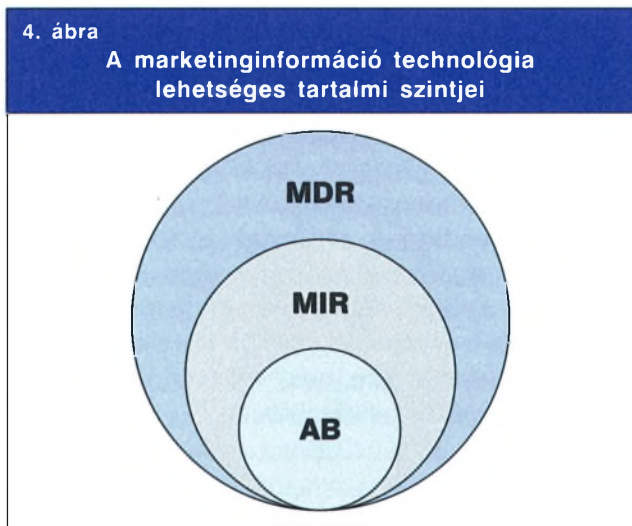 4. ábra
A marketinginformáció technológia
lehetséges tartalmi szintjei
MDR
MIR
AB